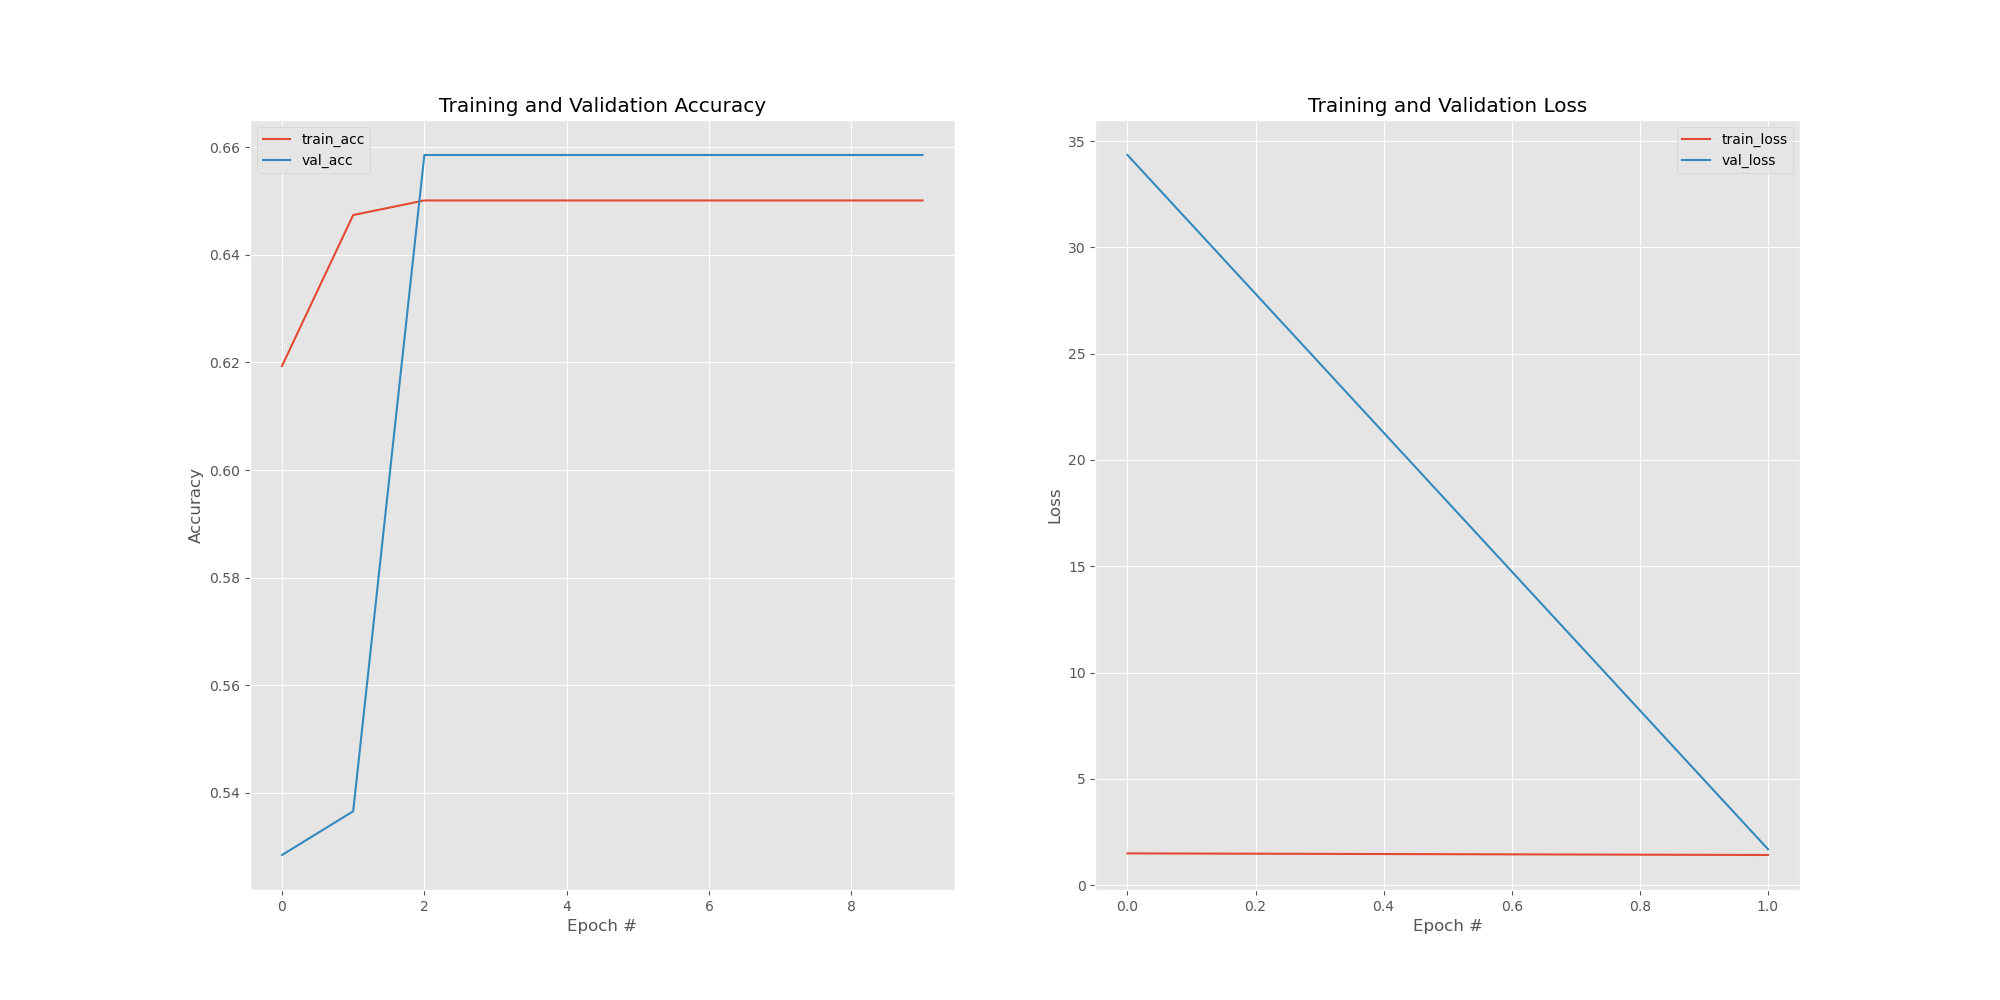 Training and Validation Accuracy
train_acc
val_acc
0.66
0.64
0.62
0.60
0.58
0.56
0.54
Accuracy
0 2 4 6 8
Epoch #
Training and Validation Loss
train_loss
val_loss
35
30
25
20
15
10
5
0
Loss
0.0 0.2 0.4 0.6 0.8 1.0
Epoch #